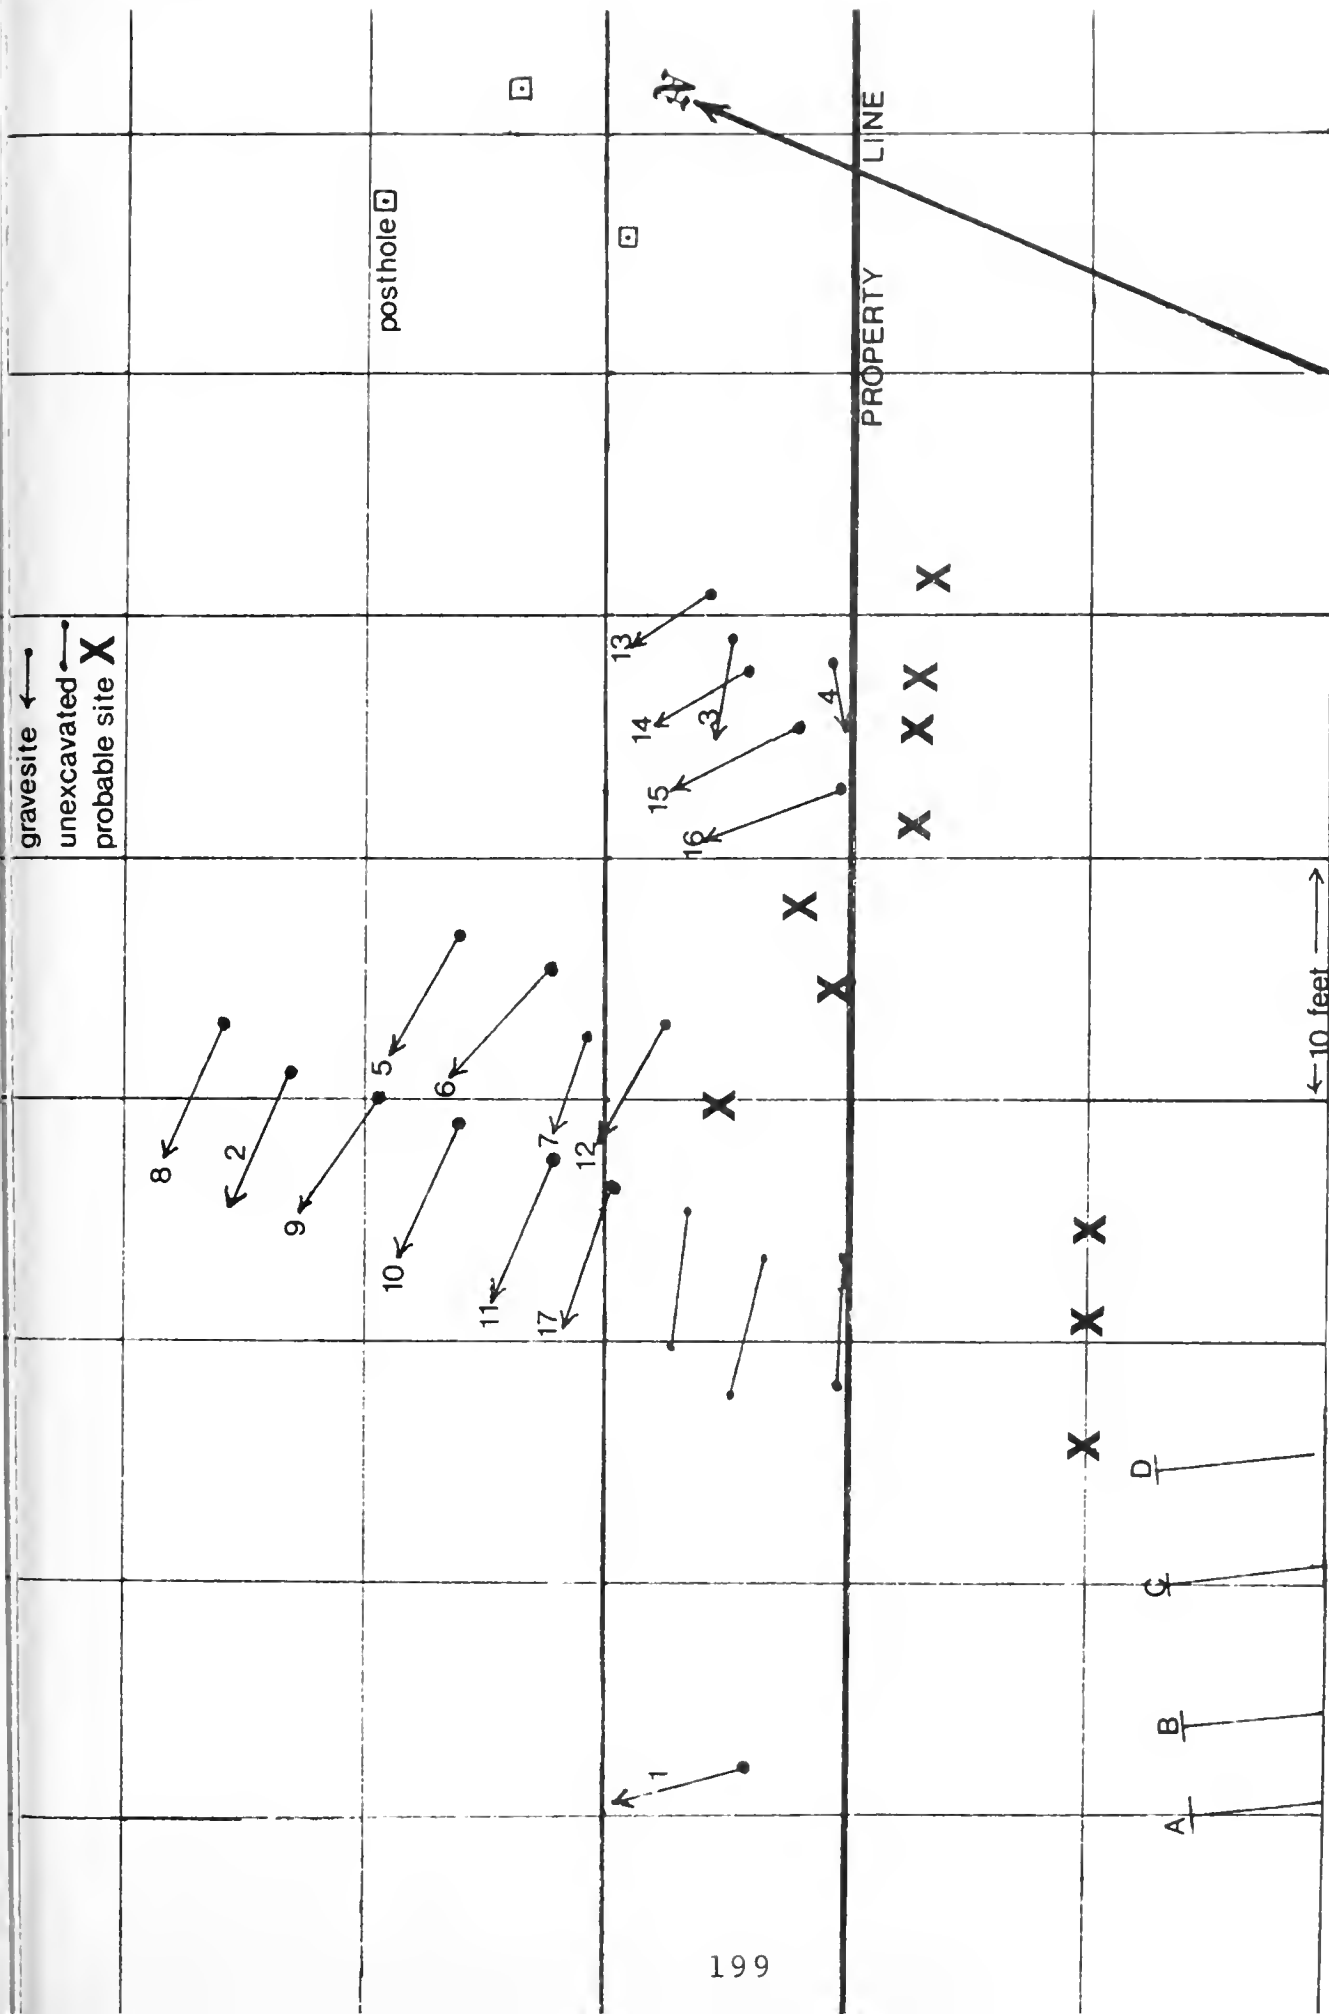 gravesite
unexcavated
probable site X
posthole
N
PROPERTY LINE
13
14
3
4
15
16
X
X
X
X
X
X
X
5
6
7
12
8
2
9
10
11
17
X
X
X
←10 feet→
D
C
B
A
1
199